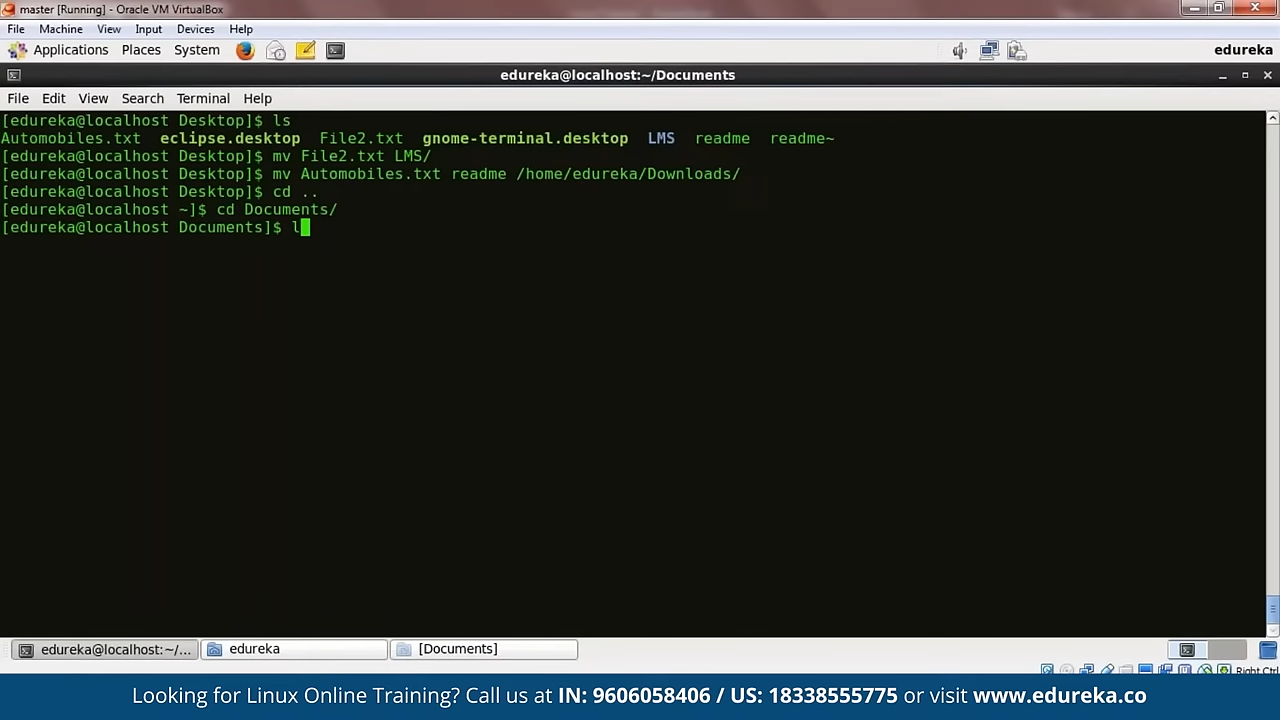 master [Running] - Oracle VM VirtualBox
File Machine View Input Devices Help
Applications Places System edureka
edureka@localhost:~/Documents
File Edit View Search Terminal Help
[edureka@localhost Desktop]$ ls
Automobiles.txt eclipse.desktop File2.txt gnome-terminal.desktop LMS readme readme~
[edureka@localhost Desktop]$ mv File2.txt LMS/
[edureka@localhost Desktop]$ mv Automobiles.txt readme /home/edureka/Downloads/
[edureka@localhost Desktop]$ cd ..
[edureka@localhost ~]$ cd Documents/
[edureka@localhost Documents]$ l
edureka@localhost:~/... edureka [Documents]
Right Ctrl
Looking for Linux Online Training? Call us at IN: 9606058406 / US: 18338555775 or visit www.edureka.co